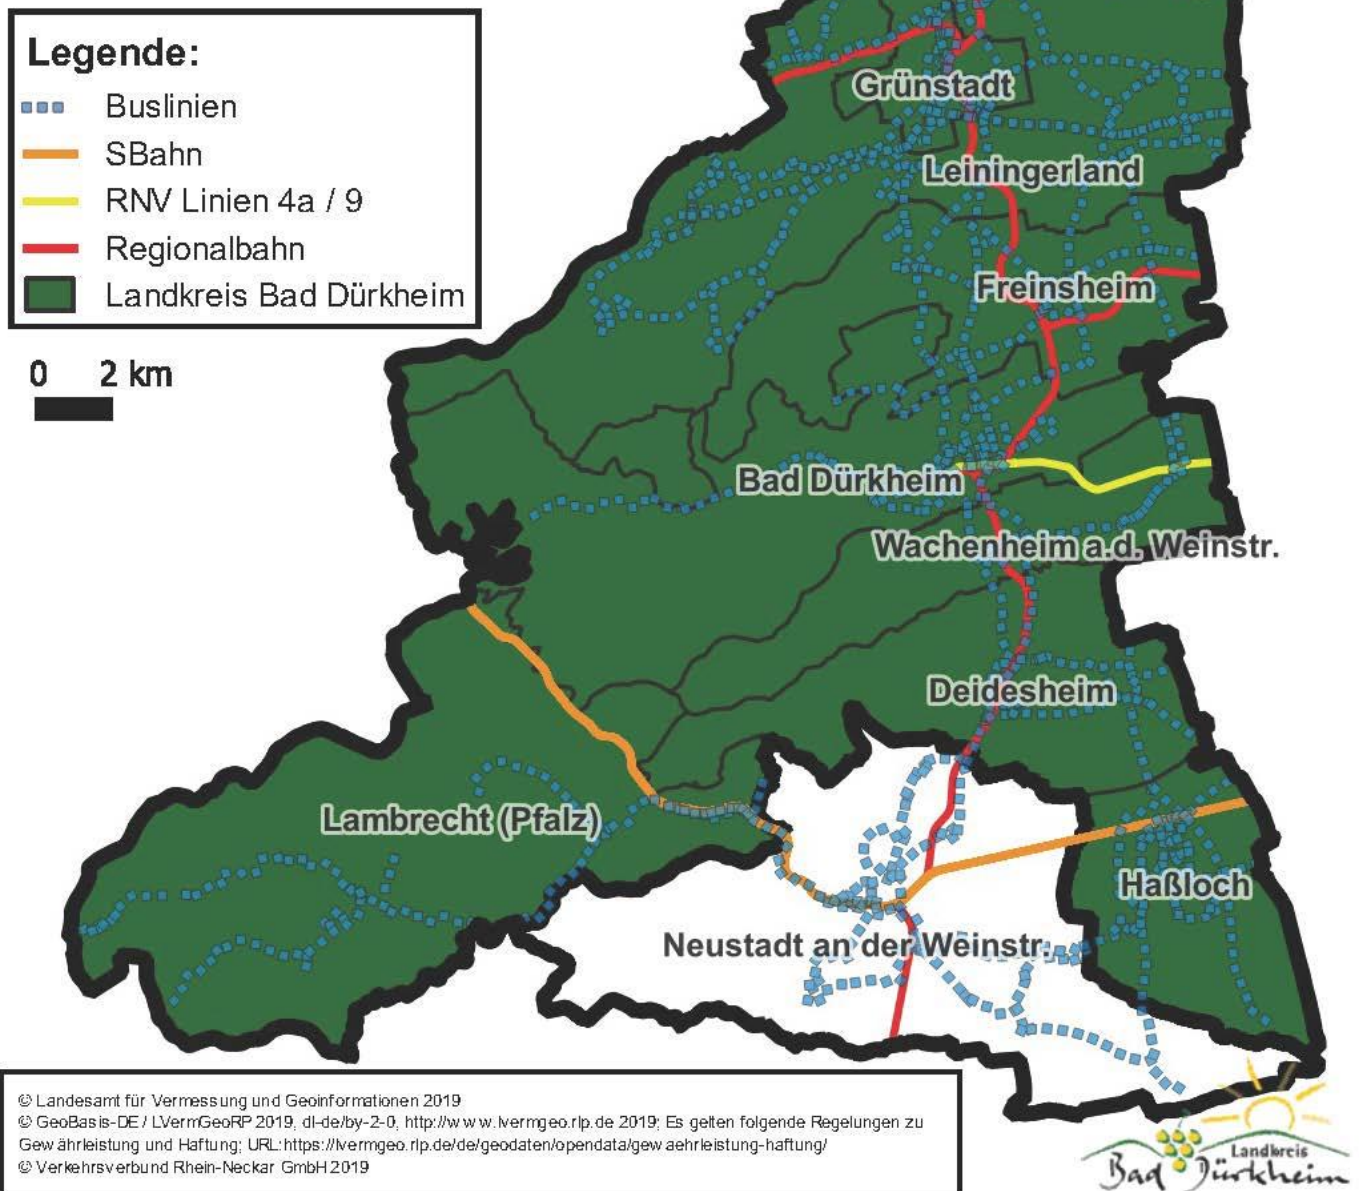 Legende:
Buslinien
SBahn
RNV Linien 4a / 9
Regionalbahn
Landkreis Bad Dürkheim
0 2 km
Grünstadt
Leiningerland
Freinsheim
Bad Dürkheim
Wachenheim a.d. Weinstr.
Deidesheim
Lambrecht (Pfalz)
Haßloch
Neustadt an der Weinstr.
© Landesamt für Vermessung und Geoinformationen 2019
© GeoBasis-DE / LVermGeoRP 2019, dl-de/by-2-0, http://www.lvermgeo.rlp.de 2019; Es gelten folgende Regelungen zu
Gewährleistung und Haftung; URL:https://lvermgeo.rlp.de/de/geodaten/opendata/gewaehrleistung-haftung/
© Verkehrsverbund Rhein-Neckar GmbH 2019
Landkreis
Bad Dürkheim